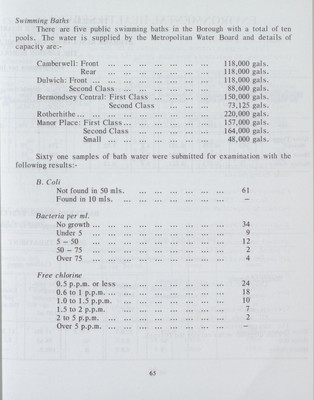 Swimming Baths
There are five public swimming baths in the Borough with a total of ten
pools. The water is supplied by the Metropolitan Water Board and details of
capacity are:-
Camberwell: Front ... ... ... ... ... ... ... 118,000 gals.
Rear ... ... ... ... ... ... ... 118,000 gals.
Dulwich: Front ... ... ... ... ... ... ... ... 118,000 gals.
Second Class ... ... ... ... ... ... 88,600 gals.
Bermondsey Central: First Class ... ... ... ... 150,000 gals.
Second Class ... ... ... 73,125 gals.
Rotherhithe ... ... ... ... ... ... ... ... ... 220,000 gals.
Manor Place: First Class ... ... ... ... ... ... 157,000 gals.
Second Class ... ... ... ... ... 164,000 gals.
Small ... ... ... ... ... ... ... 48,000 gals.
Sixty one samples of bath water were submitted for examination with the
following results:-
B. Coli
Not found in 50 mls. ... ... ... ... ... 61
Found in 10 mls. ... ... ... ... ... ... –
Bacteria per ml.
No growth ... ... ... ... ... ... ... ... 34
Under 5 ... ... ... ... ... ... ... ... 9
5 – 50 ... ... ... ... ... ... ... ... 12
50 – 75 ... ... ... ... ... ... ... ... 2
Over 75 ... ... ... ... ... ... ... ... 4
Free chlorine
0.5 p.p.m. or less ... ... ... ... ... ... 24
0.6 to 1 p.p.m. ... ... ... ... ... ... ... 18
1.0 to 1.5 p.p.m. ... ... ... ... ... ... 10
1.5 to 2 p.p.m. ... ... ... ... ... ... 7
2 to 5 p.p.m. ... ... ... ... ... ... 2
Over 5 p.p.m. ... ... ... ... ... ... ... –
65